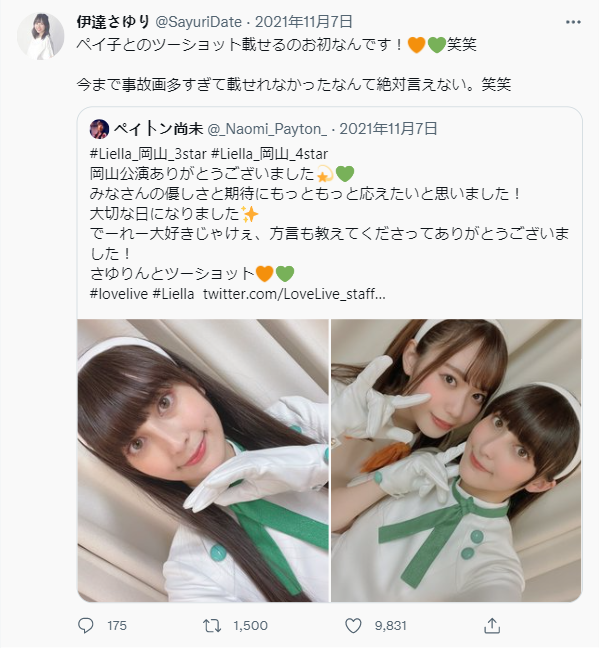 伊達さゆり @SayuriDate · 2021年11月7日
ペイ子とのツーショット載せるのお初なんです！🧡💚笑笑
今まで事故画多すぎて載せれなかったなんて絶対言えない。笑笑
ペイトン尚未 @_Naomi_Payton_ · 2021年11月7日
#Liella_岡山_3star #Liella_岡山_4star
岡山公演ありがとうございました💫💚
みなさんの優しさと期待にもっともっと応えたいと思いました！
大切な日になりました✨
でーれー大好きじゃけぇ、方言も教えてくださってありがとうございま
した！
さゆりんとツーショット🧡💚
#lovelive #Liella twitter.com/LoveLive_staff...
175 1,500 9,831